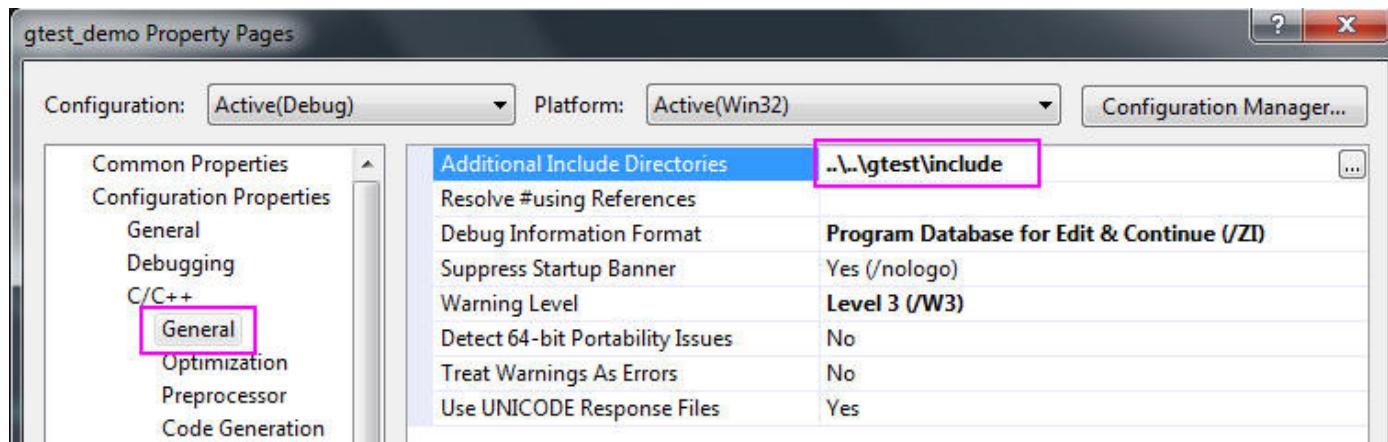 gtest_demo Property Pages
Configuration: Active(Debug) Platform: Active(Win32) Configuration Manager...
Common Properties
Configuration Properties
General
Debugging
C/C++
General
Optimization
Preprocessor
Code Generation
Additional Include Directories ..\..\gtest\include ...
Resolve #using References
Debug Information Format Program Database for Edit & Continue (/ZI)
Suppress Startup Banner Yes (/nologo)
Warning Level Level 3 (/W3)
Detect 64-bit Portability Issues No
Treat Warnings As Errors No
Use UNICODE Response Files Yes